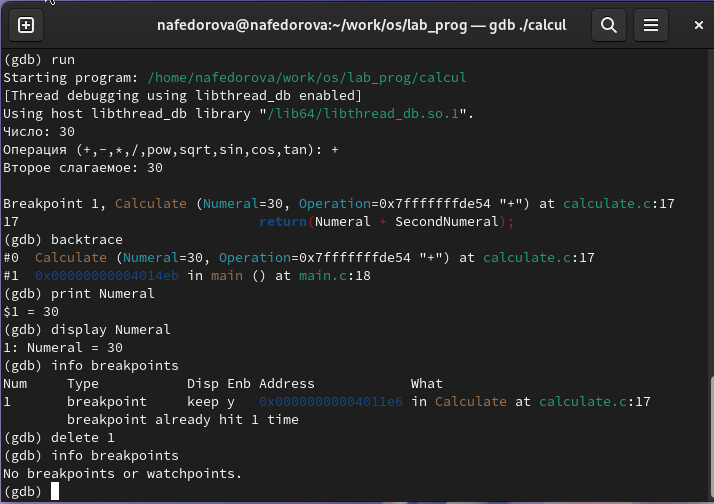 nafedorova@nafedorova:~/work/os/lab_prog — gdb ./calcul
(gdb) run
Starting program: /home/nafedorova/work/os/lab_prog/calcul
[Thread debugging using libthread_db enabled]
Using host libthread_db library "/lib64/libthread_db.so.1".
Число: 30
Операция (+,-,*,/,pow,sqrt,sin,cos,tan): +
Второе слагаемое: 30
Breakpoint 1, Calculate (Numeral=30, Operation=0x7fffffffde54 "+") at calculate.c:17
17                              return(Numeral + SecondNumeral);
(gdb) backtrace
#0  Calculate (Numeral=30, Operation=0x7fffffffde54 "+") at calculate.c:17
#1  0x00000000004014eb in main () at main.c:18
(gdb) print Numeral
$1 = 30
(gdb) display Numeral
1: Numeral = 30
(gdb) info breakpoints
Num     Type           Disp Enb Address            What
1       breakpoint     keep y   0x00000000004011e6 in Calculate at calculate.c:17
        breakpoint already hit 1 time
(gdb) delete 1
(gdb) info breakpoints
No breakpoints or watchpoints.
(gdb)